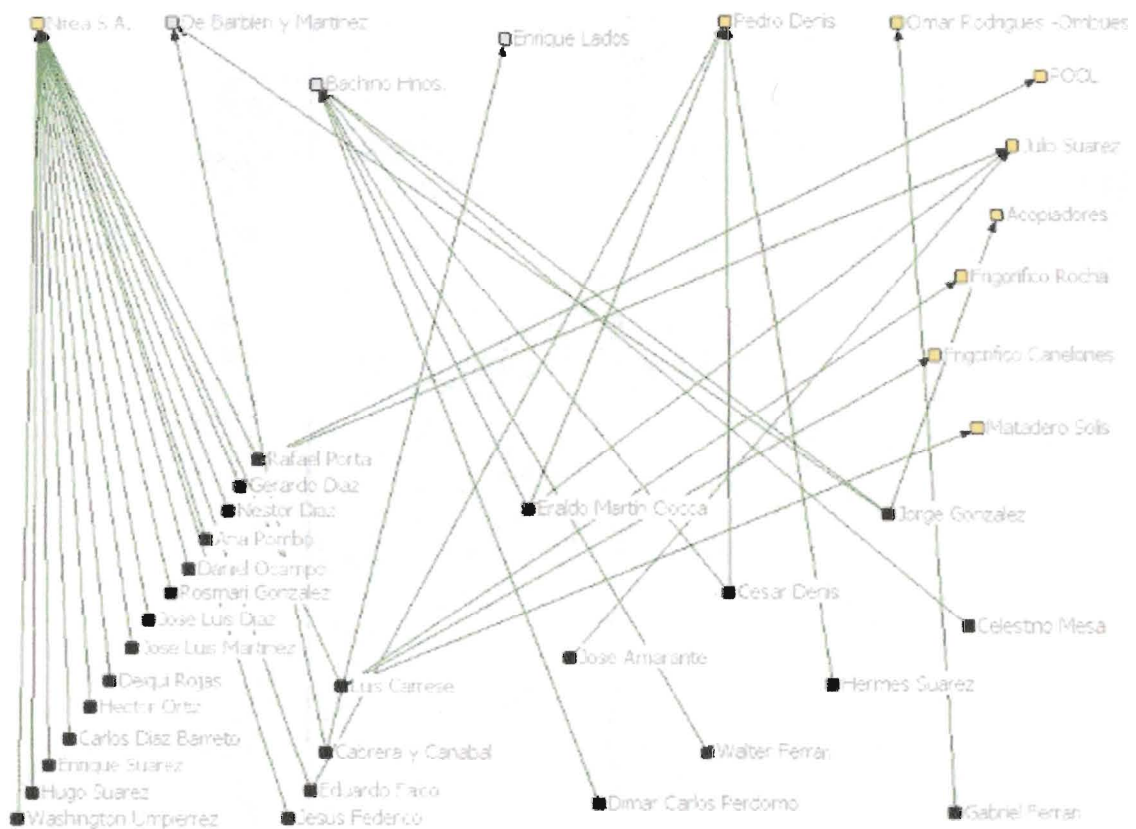 Nirea S.A.
De Barbieri y Martinez
Pedro Denis
Omar Rodrigues -Ombues
Enrique Lados
POOL
Bachino Hnos.
Julio Suarez
Acopiadores
Frigorifico Rocha
Frigorifico Canelones
Matadero Solis
Rafael Porta
Gerardo Diaz
Nestor Diaz
Eraldo Martin Cocca
Jorge Gonzalez
Ana Pombo
Daniel Ocampo
Rosmari Gonzalez
Cesar Denis
Jose Luis Diaz
Celestino Mesa
Jose Luis Martinez
Jose Amarante
Deiqui Rojas
Luis Carrese
Hermes Suarez
Hector Ortiz
Carlos Diaz Barreto
Cabrera y Canabal
Walter Ferran
Enrique Suarez
Hugo Suarez
Eduardo Faco
Dimar Carlos Perdomo
Gabriel Ferran
Washington Umpierrez
Jesus Federico